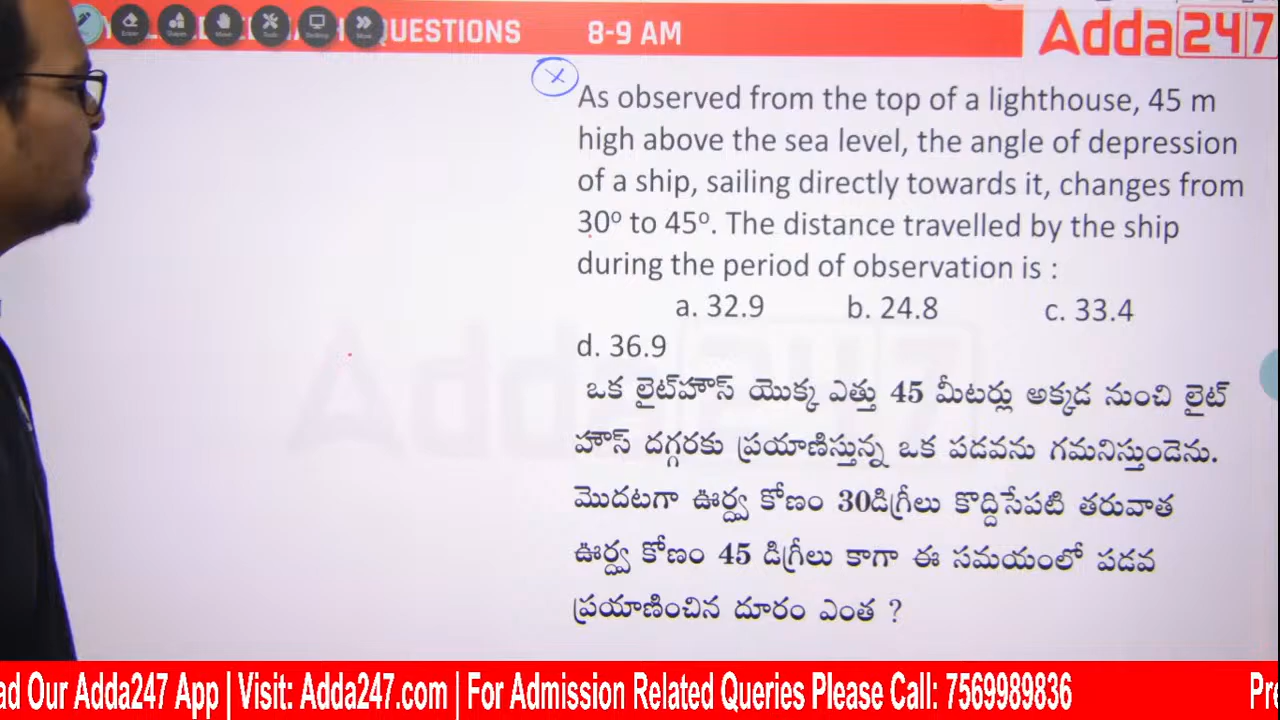 QUESTIONS 8-9 AM
Adda247
As observed from the top of a lighthouse, 45 m
high above the sea level, the angle of depression
of a ship, sailing directly towards it, changes from
30º to 45º. The distance travelled by the ship
during the period of observation is :
a. 32.9 b. 24.8 c. 33.4
d. 36.9
ఒక లైట్‌హౌస్ యొక్క ఎత్తు 45 మీటర్లు అక్కడ నుంచి లైట్
హౌస్ దగ్గరకు ప్రయాణిస్తున్న ఒక పడవను గమనిస్తుండెను.
మొదటగా ఊర్ధ్వ కోణం 30డిగ్రీలు కొద్దిసేపటి తరువాత
ఊర్ధ్వ కోణం 45 డిగ్రీలు కాగా ఈ సమయంలో పడవ
ప్రయాణించిన దూరం ఎంత ?
ad Our Adda247 App | Visit: Adda247.com | For Admission Related Queries Please Call: 7569989836 Pre